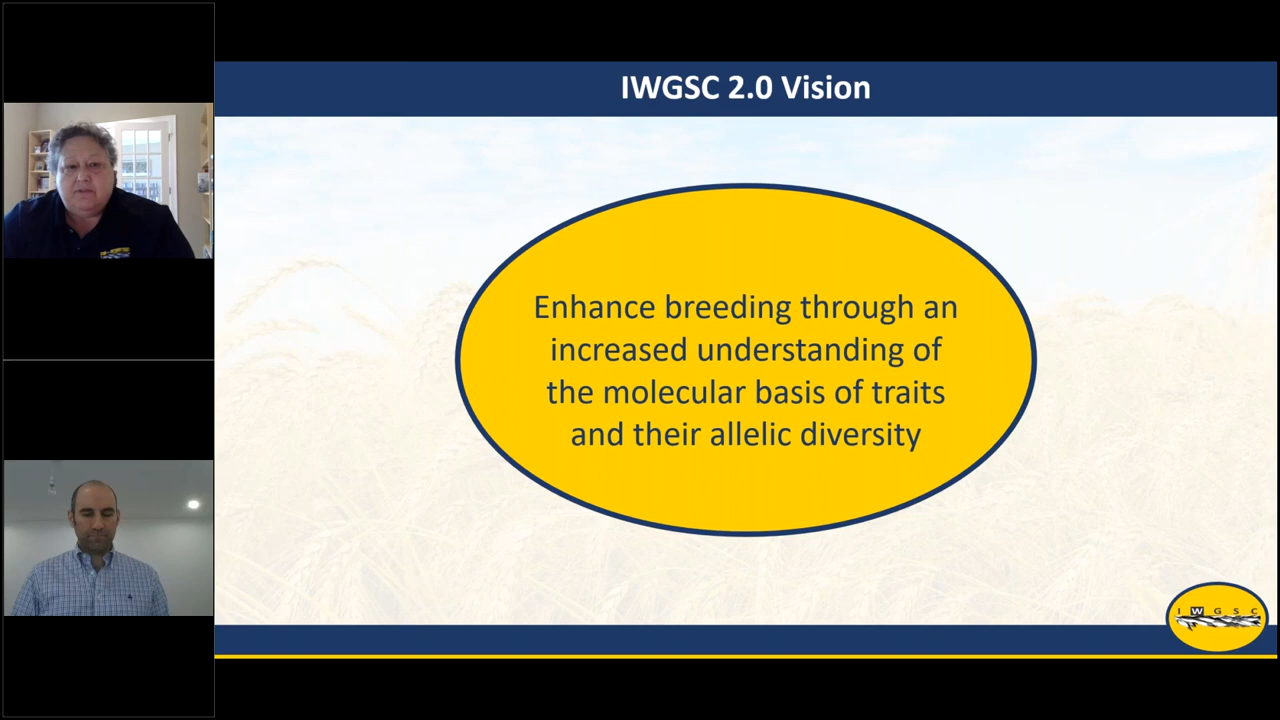 IWGSC 2.0 Vision
Enhance breeding through an
increased understanding of
the molecular basis of traits
and their allelic diversity
I W G S C